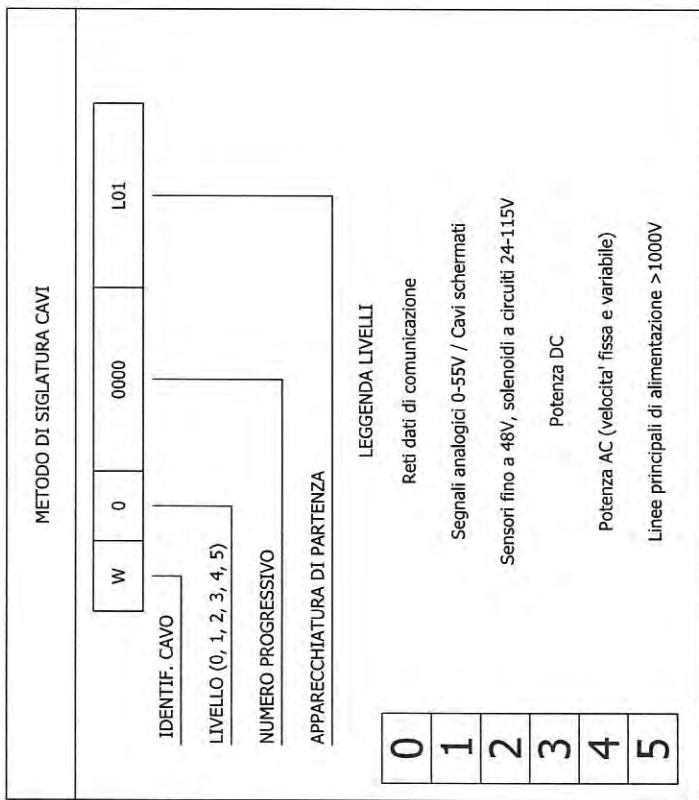 METODO DI SIGLATURA CAVI
W 0 0000 L01
IDENTIF. CAVO
LIVELLO (0, 1, 2, 3, 4, 5)
NUMERO PROGRESSIVO
APPARECCHIATURA DI PARTENZA
LEGGENDA LIVELLI
0 Reti dati di comunicazione
1 Segnali analogici 0-55V / Cavi schermati
2 Sensori fino a 48V, solenoidi a circuiti 24-115V
3 Potenza DC
4 Potenza AC (velocita' fissa e variabile)
5 Linee principali di alimentazione >1000V